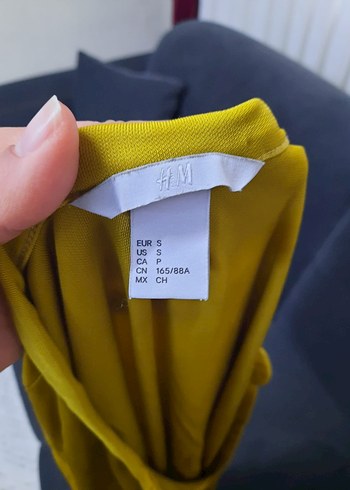 H&M
EUR S
US S
CA P
CN 165/88A
MX CH